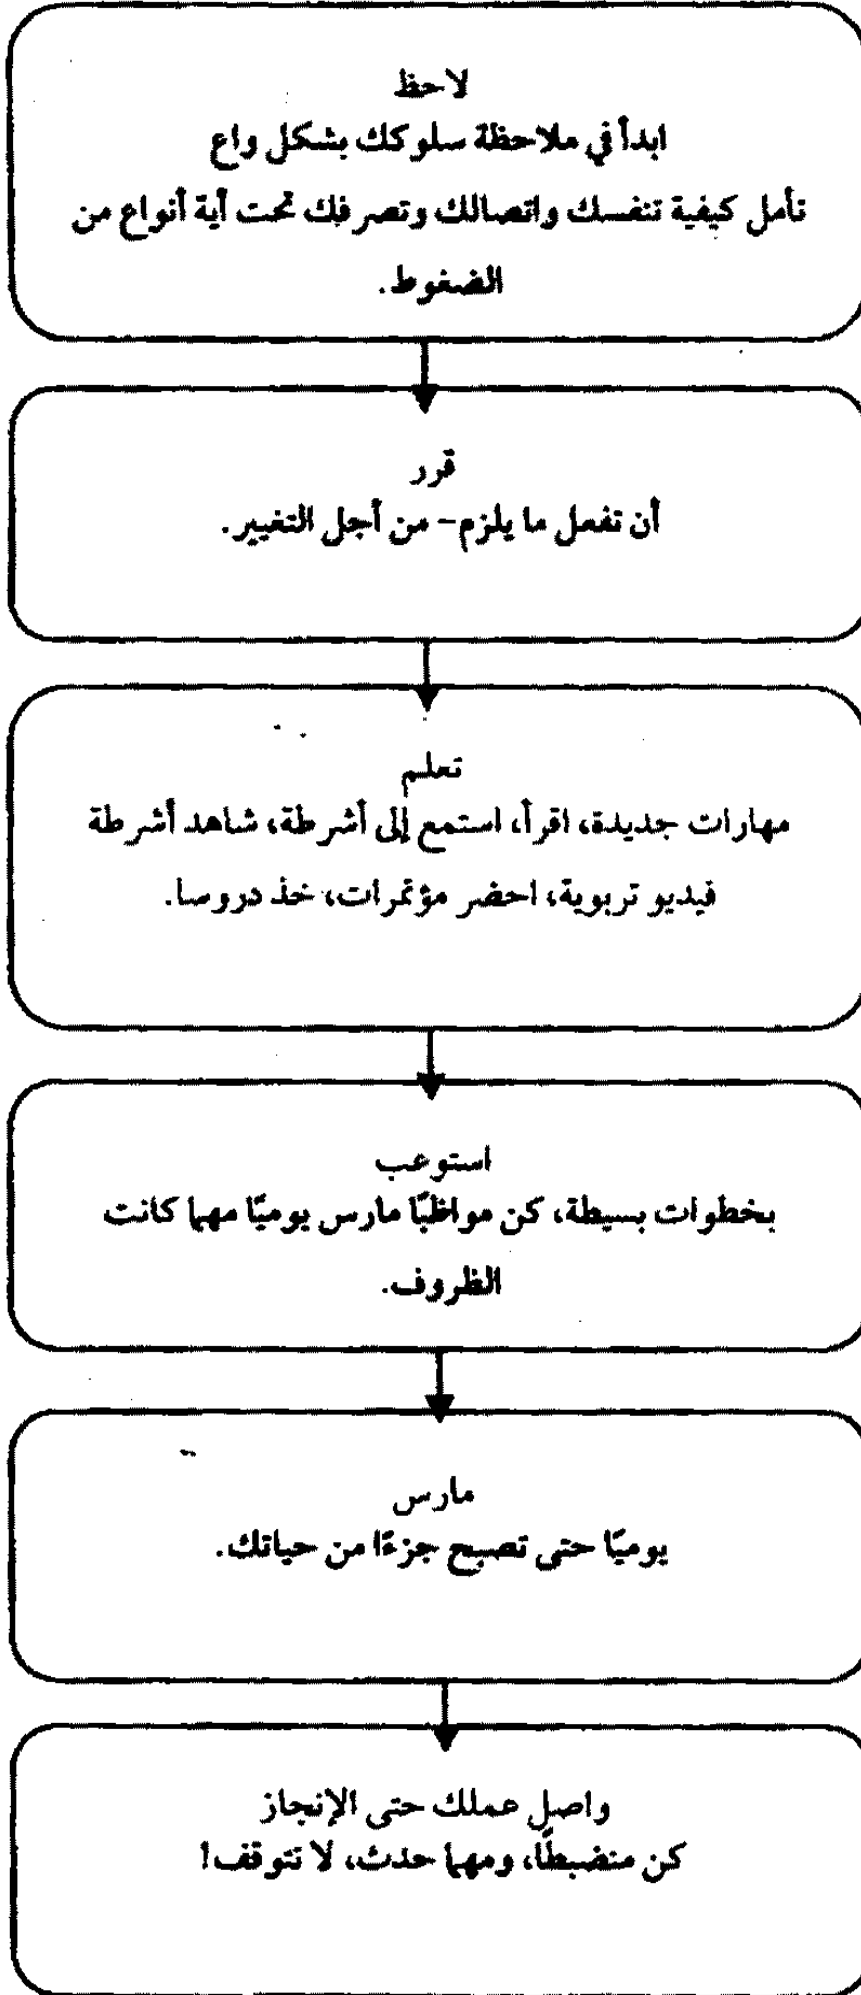 لاحظ
ابدأ في ملاحظة سلوكك بشكل واع
تأمل كيفية تنفسك واتصالك وتصرفك تحت أية أنواع من
الضغوط.
قرر
أن تفعل ما يلزم - من أجل التغيير.
تعلم
مهارات جديدة، اقرأ، استمع إلى أشرطة، شاهد أشرطة
فيديو تربوية، احضر مؤتمرات، خذ دروسا.
استوعب
بخطوات بسيطة، كن مواظبًا مارس يوميًا مهما كانت
الظروف.
مارس
يوميًا حتى تصبح جزءًا من حياتك.
واصل عملك حتى الإنجاز
كن منضبطًا، ومهما حدث، لا تتوقف!